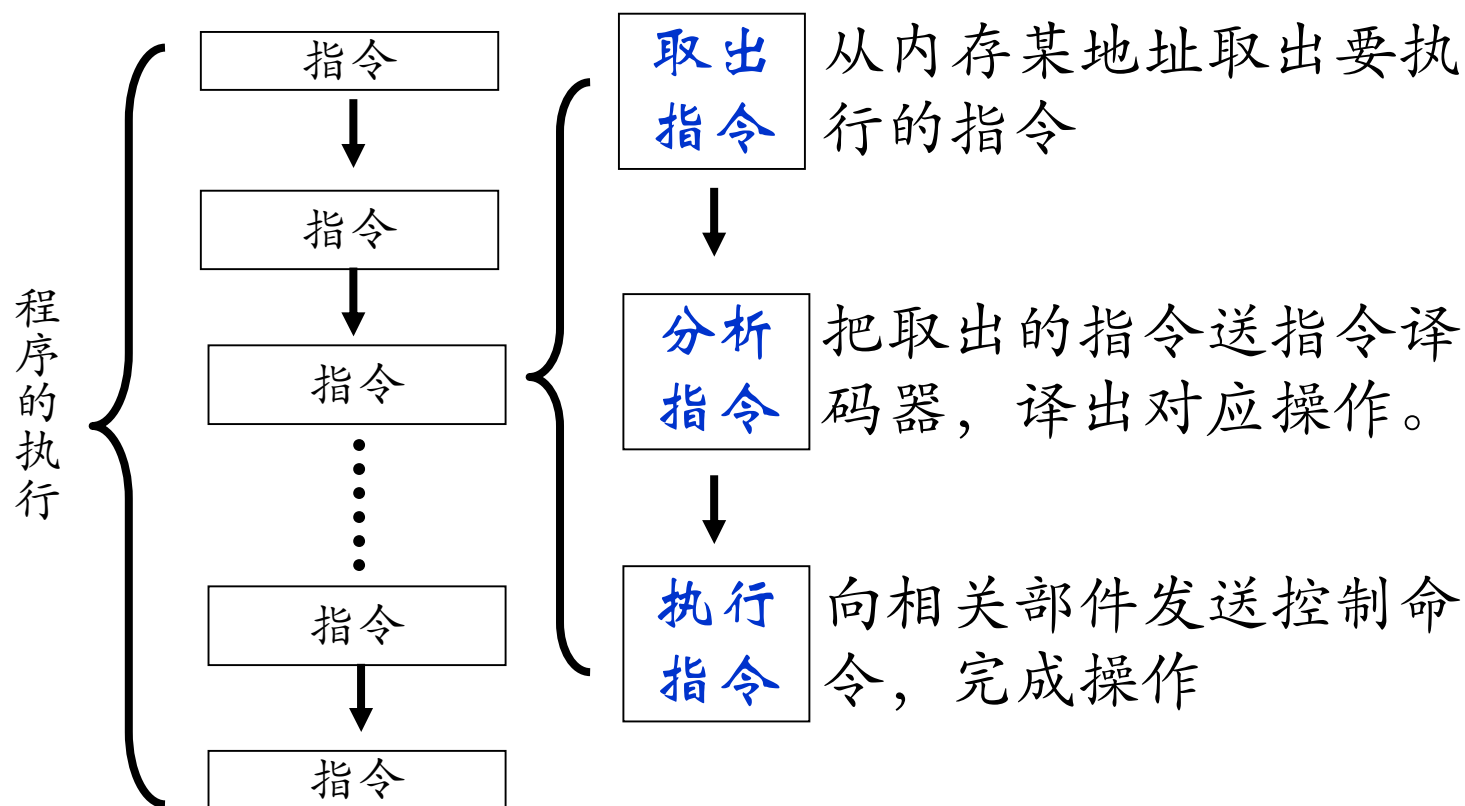 程序的执行
指令
指令
指令
指令
指令
取出
指令
从内存某地址取出要执
行的指令
分析
指令
把取出的指令送指令译
码器，译出对应操作。
执行
指令
向相关部件发送控制命
令，完成操作